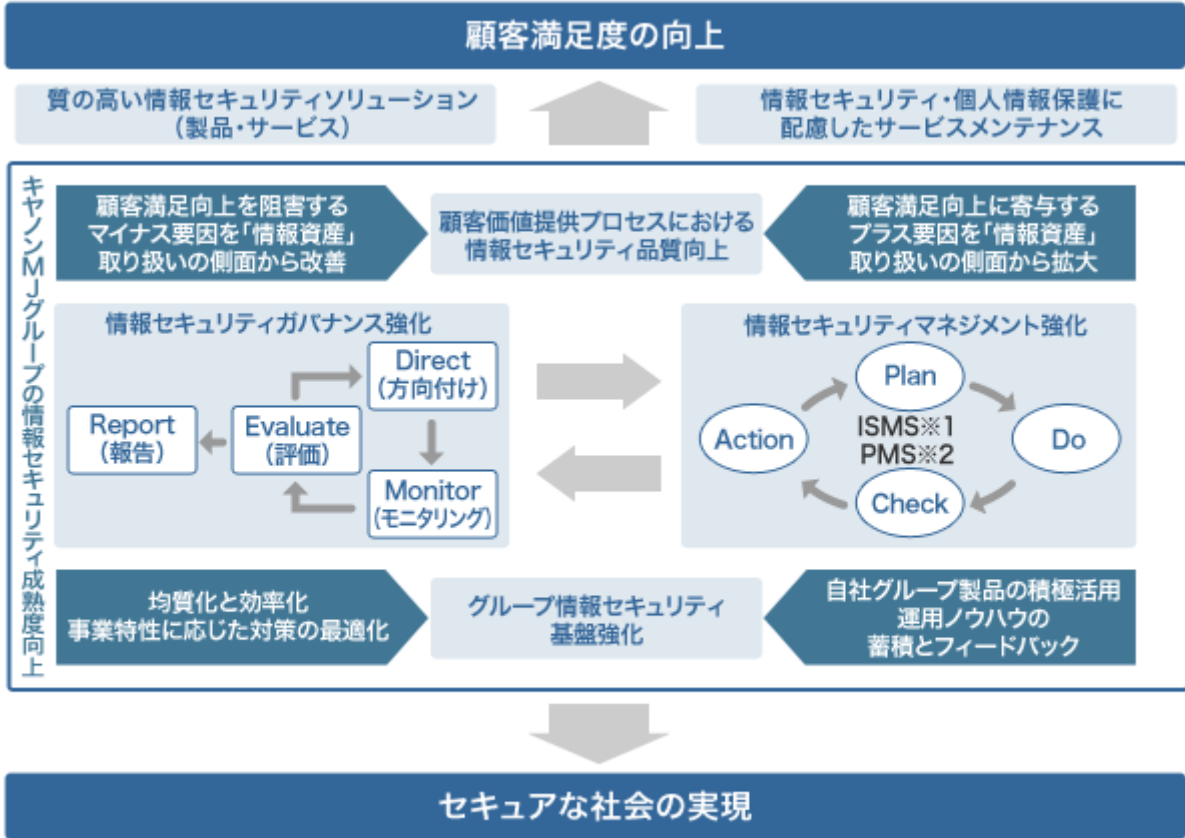 顧客満足度の向上
質の高い情報セキュリティソリューション
（製品・サービス）
情報セキュリティ・個人情報保護に
配慮したサービスメンテナンス
キヤノンMJグループの情報セキュリティ成熟度向上
顧客満足向上を阻害する
マイナス要因を「情報資産」
取り扱いの側面から改善
顧客価値提供プロセスにおける
情報セキュリティ品質向上
顧客満足向上に寄与する
プラス要因を「情報資産」
取り扱いの側面から拡大
情報セキュリティガバナンス強化
Direct
（方向付け）
Report
（報告）
Evaluate
（評価）
Monitor
（モニタリング）
情報セキュリティマネジメント強化
Plan
Action
ISMS※1
PMS※2
Do
Check
均質化と効率化
事業特性に応じた対策の最適化
グループ情報セキュリティ
基盤強化
自社グループ製品の積極活用
運用ノウハウの
蓄積とフィードバック
セキュアな社会の実現